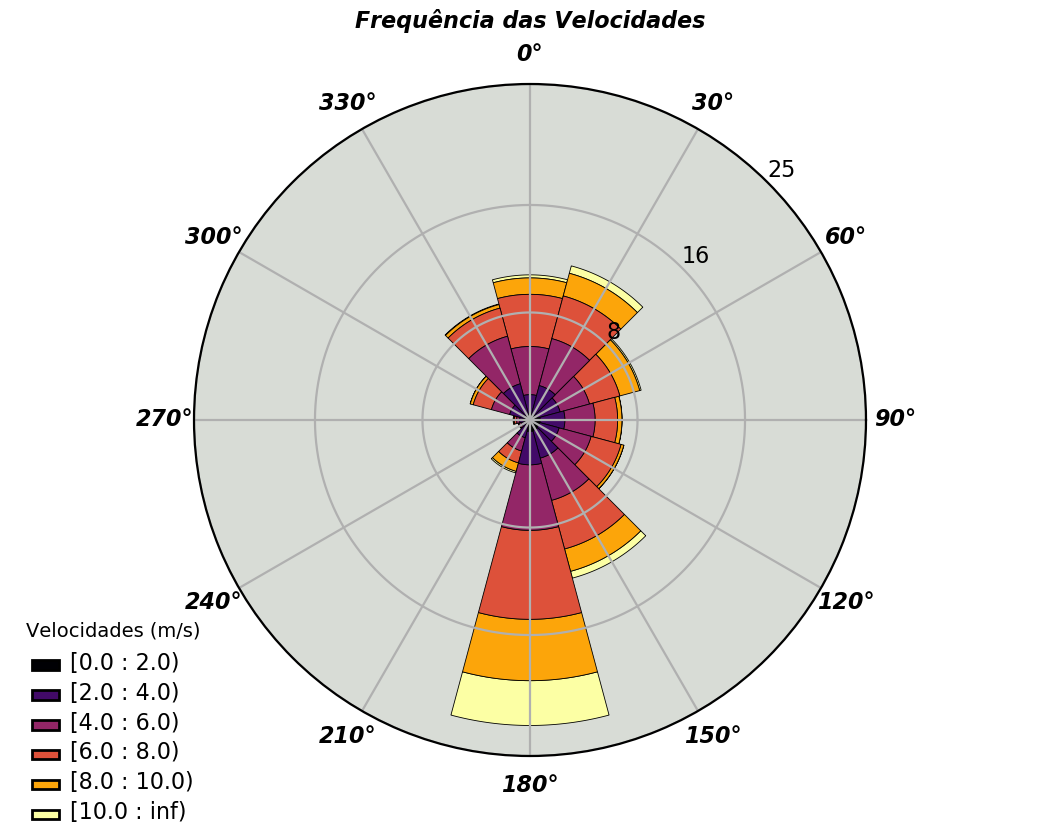 Frequência das Velocidades
0°
330°
30°
25
300°
60°
16
8
270°
90°
240°
120°
210°
150°
180°
Velocidades (m/s)
[0.0 : 2.0)
[2.0 : 4.0)
[4.0 : 6.0)
[6.0 : 8.0)
[8.0 : 10.0)
[10.0 : inf)